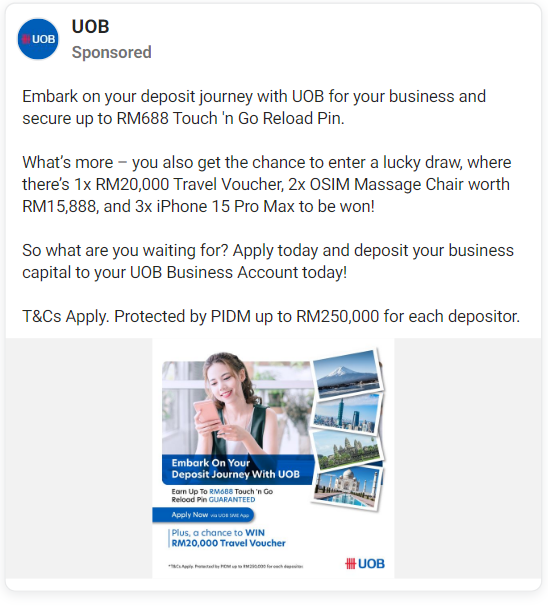 UOB
UOB
Sponsored
Embark on your deposit journey with UOB for your business and
secure up to RM688 Touch 'n Go Reload Pin.
What's more – you also get the chance to enter a lucky draw, where
there's 1x RM20,000 Travel Voucher, 2x OSIM Massage Chair worth
RM15,888, and 3x iPhone 15 Pro Max to be won!
So what are you waiting for? Apply today and deposit your business
capital to your UOB Business Account today!
T&Cs Apply. Protected by PIDM up to RM250,000 for each depositor.
Embark On Your
Deposit Journey With UOB
Earn Up To RM688 Touch 'n Go
Reload Pin GUARANTEED
Apply Now via UOB SME App
Plus, a chance to WIN
RM20,000 Travel Voucher
*T&Cs Apply. Protected by PIDM up to RM250,000 for each depositor.
UOB